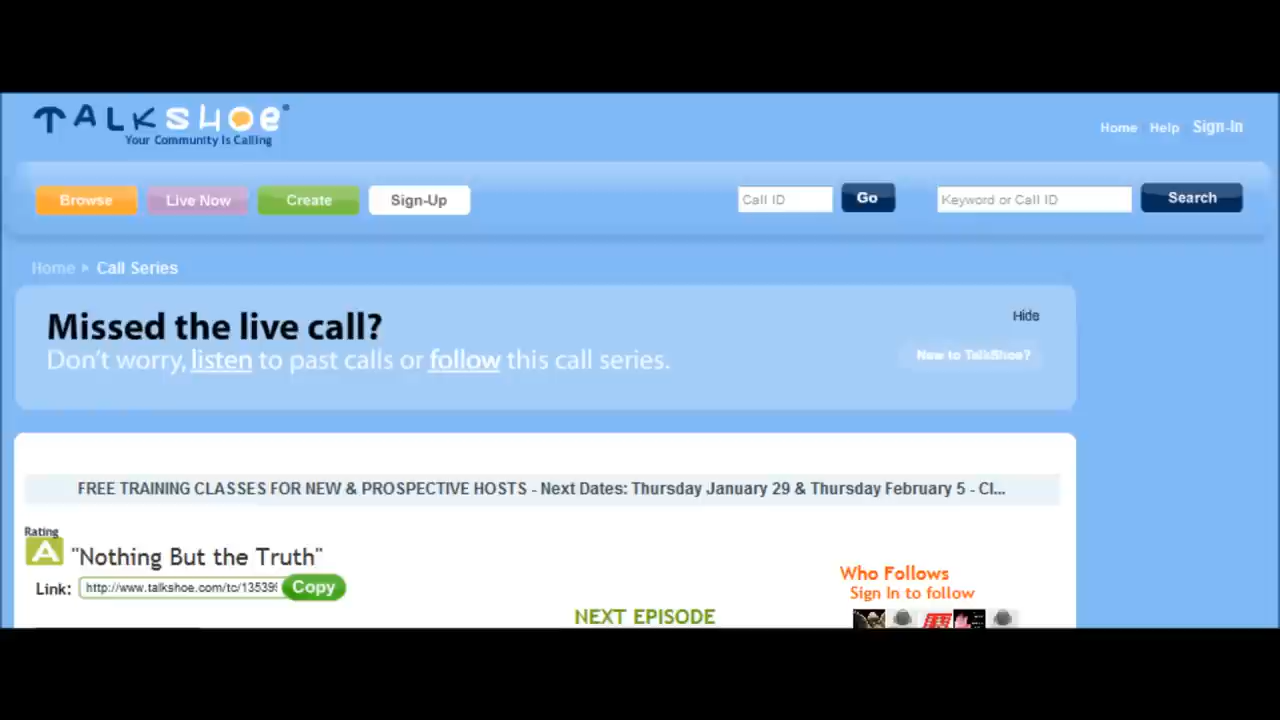 TALKSHOE
Your Community Is Calling
Home Help Sign-In
Browse Live Now Create Sign-Up Call ID Go Keyword or Call ID Search
Home Call Series
Missed the live call?
Hide
Don't worry, listen to past calls or follow this call series.
New to TalkShoe?
FREE TRAINING CLASSES FOR NEW & PROSPECTIVE HOSTS - Next Dates: Thursday January 29 & Thursday February 5 - Cl...
Rating
A "Nothing But the Truth"
Link: http://www.talkshoe.com/tc/13539 Copy
Who Follows
Sign In to follow
NEXT EPISODE